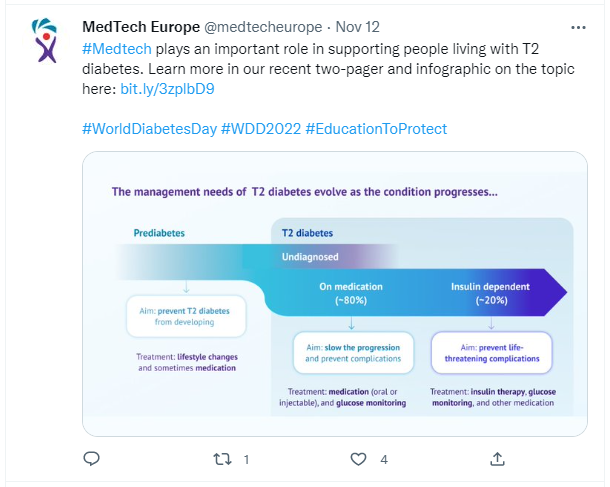 MedTech Europe @medtecheurope · Nov 12
#Medtech plays an important role in supporting people living with T2
diabetes. Learn more in our recent two-pager and infographic on the topic
here: bit.ly/3zplbD9
#WorldDiabetesDay #WDD2022 #EducationToProtect
The management needs of T2 diabetes evolve as the condition progresses...
Prediabetes
T2 diabetes
Undiagnosed
On medication
(~80%)
Insulin dependent
(~20%)
Aim: prevent T2 diabetes
from developing
Aim: slow the progression
and prevent complications
Aim: prevent life-
threatening complications
Treatment: lifestyle changes
and sometimes medication
Treatment: medication (oral or
injectable), and glucose monitoring
Treatment: insulin therapy, glucose
monitoring, and other medication
1
4